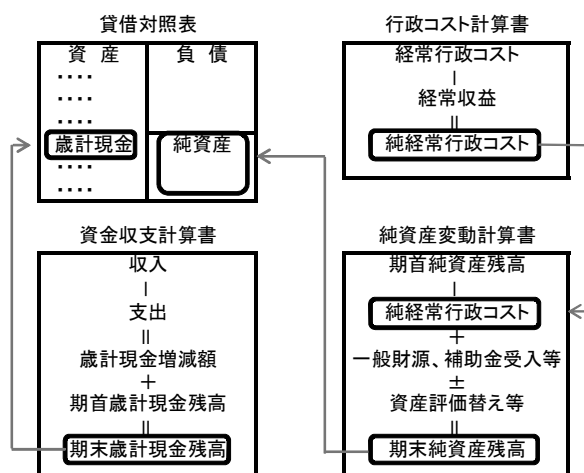 貸借対照表
資 産
負 債
‥‥
‥‥
‥‥
歳計現金
純資産
‥‥
‥‥
行政コスト計算書
経常行政コスト
－
経常収益
＝
純経常行政コスト
資金収支計算書
収入
－
支出
＝
歳計現金増減額
＋
期首歳計現金残高
＝
期末歳計現金残高
純資産変動計算書
期首純資産残高
－
純経常行政コスト
＋
一般財源、補助金受入等
±
資産評価替え等
＝
期末純資産残高